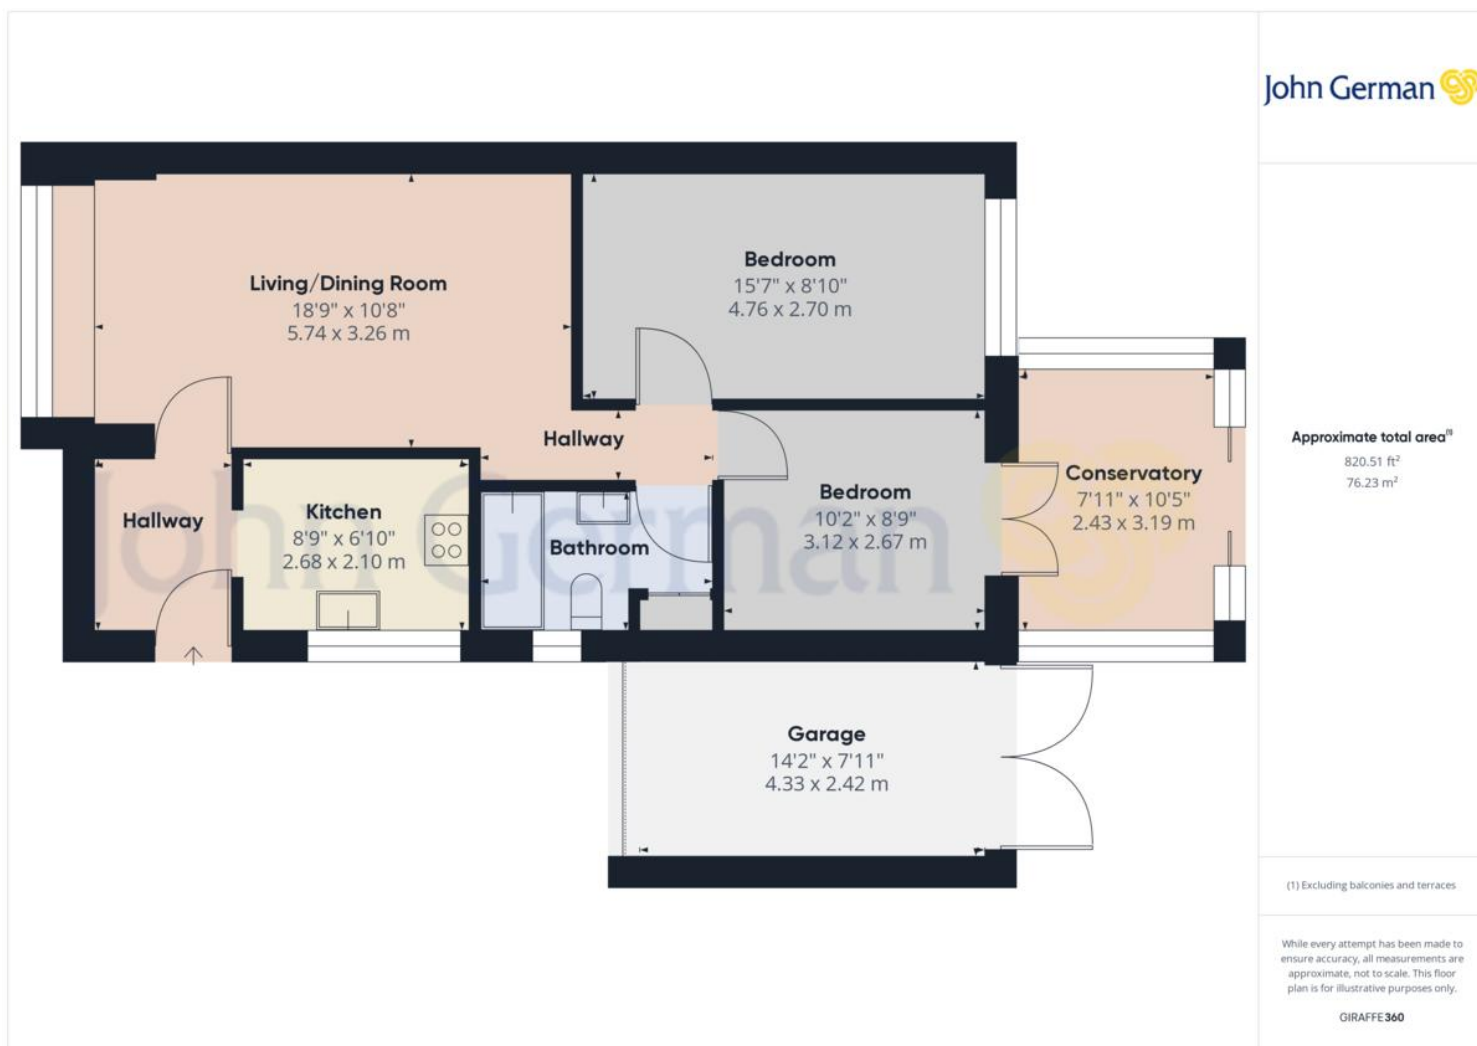 John German
Living/Dining Room
18'9" x 10'8"
5.74 x 3.26 m
Bedroom
15'7" x 8'10"
4.76 x 2.70 m
Hallway
Hallway
Kitchen
8'9" x 6'10"
2.68 x 2.10 m
Bathroom
Bedroom
10'2" x 8'9"
3.12 x 2.67 m
Conservatory
7'11" x 10'5"
2.43 x 3.19 m
Garage
14'2" x 7'11"
4.33 x 2.42 m
John German
Approximate total area⁽¹⁾
820.51 ft²
76.23 m²
(1) Excluding balconies and terraces
While every attempt has been made to
ensure accuracy, all measurements are
approximate, not to scale. This floor
plan is for illustrative purposes only.
GIRAFFE360